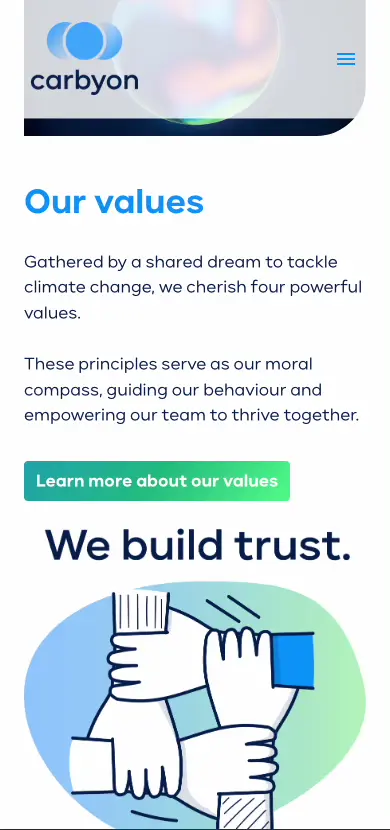 carbyon
Our values
Gathered by a shared dream to tackle
climate change, we cherish four powerful
values.
These principles serve as our moral
compass, guiding our behaviour and
empowering our team to thrive together.
Learn more about our values
We build trust.